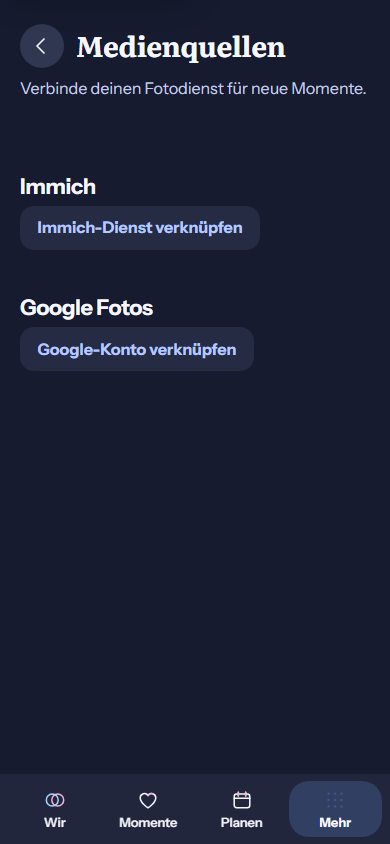 Medienquellen
Verbinde deinen Fotodienst für neue Momente.
Immich
Immich-Dienst verknüpfen
Google Fotos
Google-Konto verknüpfen
Wir
Momente
Planen
Mehr